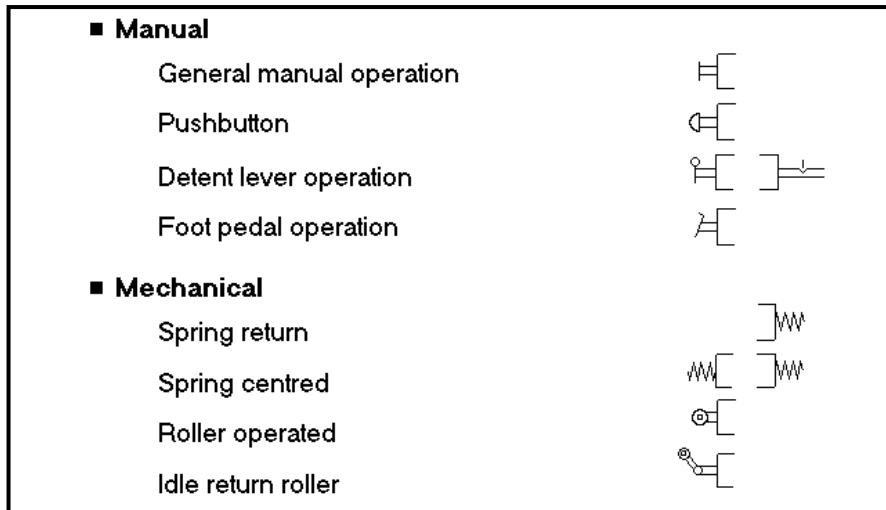 ■ Manual
General manual operation
Pushbutton
Detent lever operation
Foot pedal operation
■ Mechanical
Spring return
Spring centred
Roller operated
Idle return roller